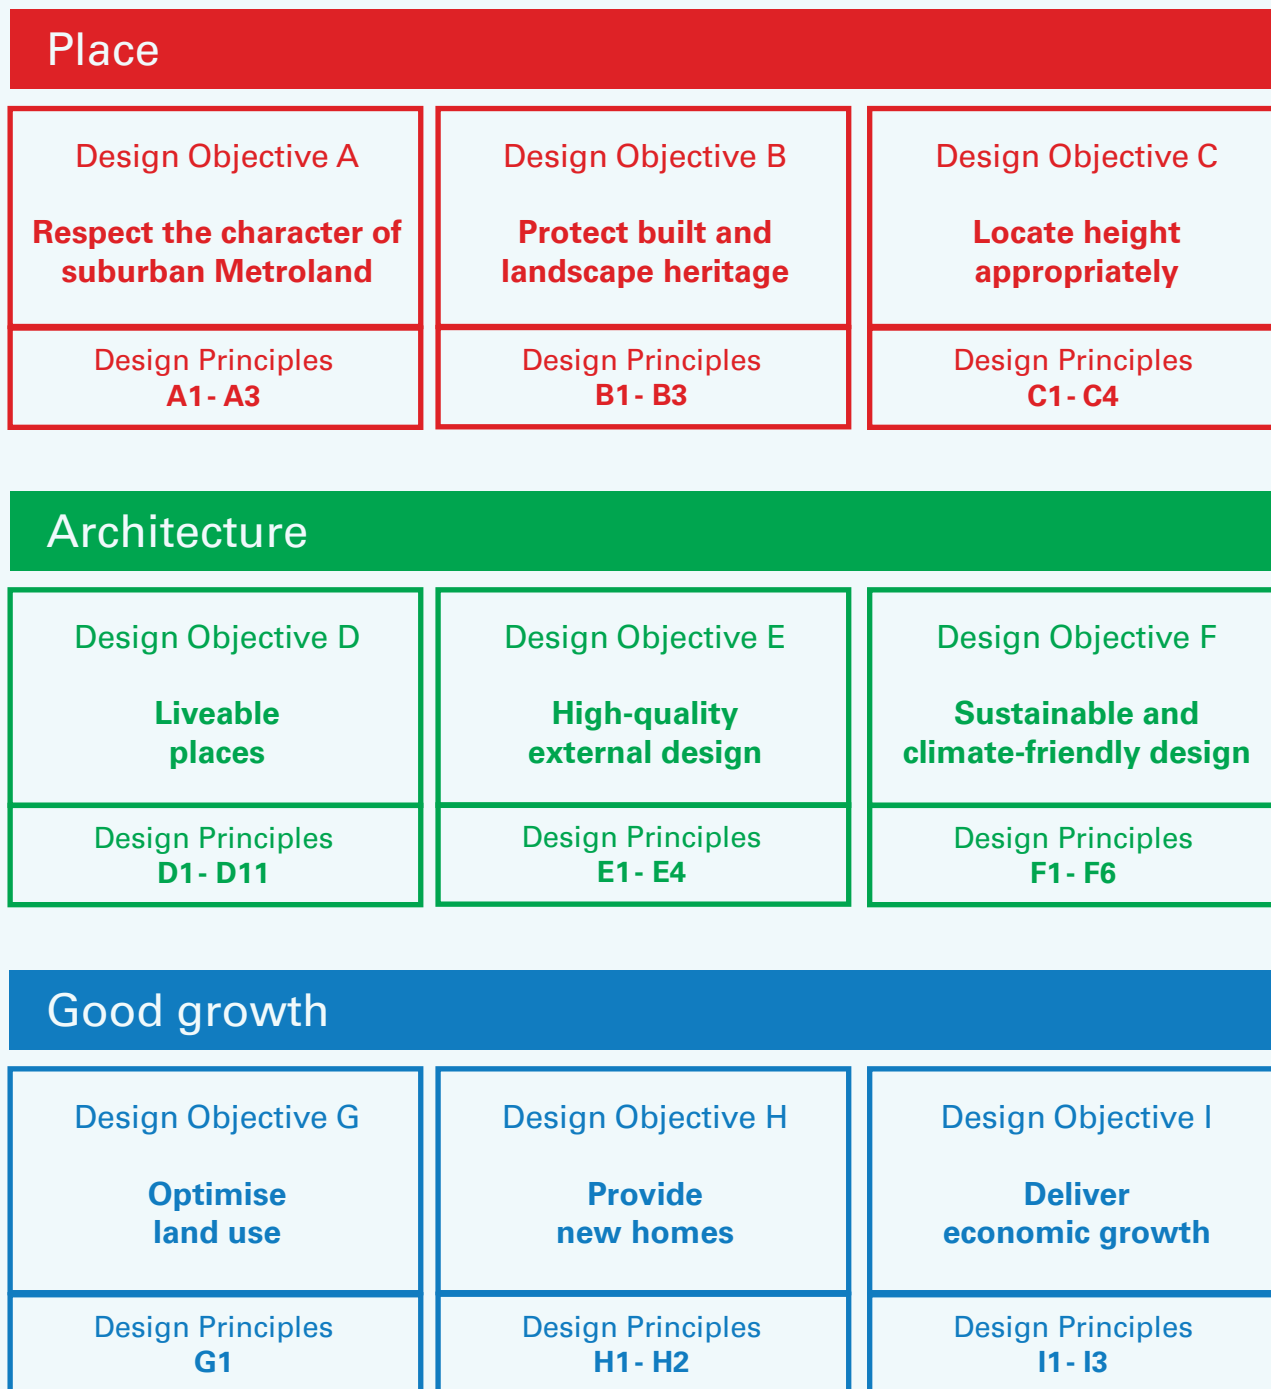 Place
Design Objective A
Respect the character of
suburban Metroland
Design Principles
A1 - A3
Design Objective B
Protect built and
landscape heritage
Design Principles
B1 - B3
Design Objective C
Locate height
appropriately
Design Principles
C1 - C4
Architecture
Design Objective D
Liveable
places
Design Principles
D1 - D11
Design Objective E
High-quality
external design
Design Principles
E1 - E4
Design Objective F
Sustainable and
climate-friendly design
Design Principles
F1 - F6
Good growth
Design Objective G
Optimise
land use
Design Principles
G1
Design Objective H
Provide
new homes
Design Principles
H1 - H2
Design Objective I
Deliver
economic growth
Design Principles
I1 - I3